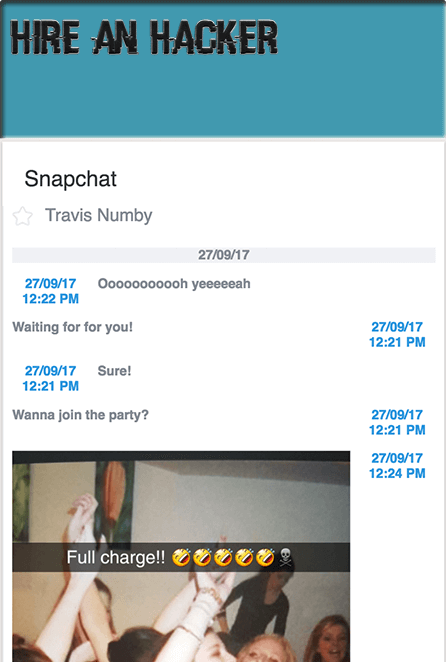 HIRE AN HACKER
Snapchat
Travis Numby
27/09/17
27/09/17 Ooooooooooh yeeeeeah
12:22 PM
Waiting for for you! 27/09/17
12:21 PM
27/09/17 Sure!
12:21 PM
Wanna join the party? 27/09/17
12:21 PM
27/09/17
12:24 PM
Full charge!! 🤣🤣🤣🤣🤣☠